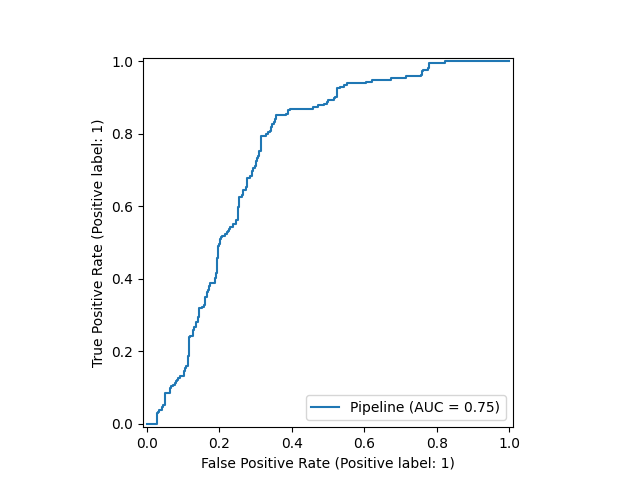 1.0
0.8
0.6
0.4
0.2
0.0
True Positive Rate (Positive label: 1)
Pipeline (AUC = 0.75)
0.0 0.2 0.4 0.6 0.8 1.0
False Positive Rate (Positive label: 1)